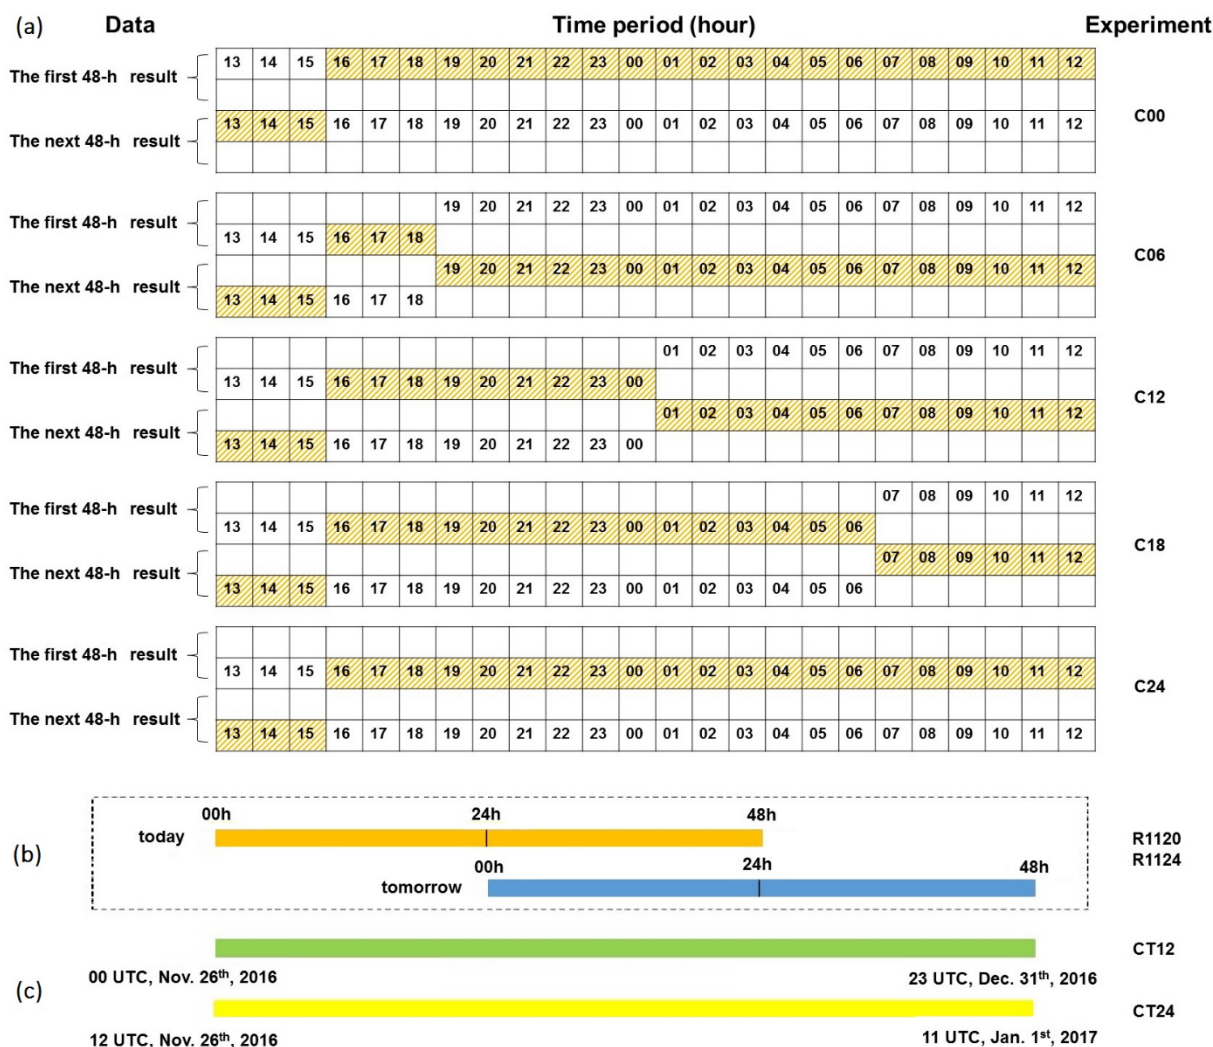 (a) Data Time period (hour) Experiment
The first 48-h result 13 14 15 16 17 18 19 20 21 22 23 00 01 02 03 04 05 06 07 08 09 10 11 12
C00
The next 48-h result 13 14 15 16 17 18 19 20 21 22 23 00 01 02 03 04 05 06 07 08 09 10 11 12
19 20 21 22 23 00 01 02 03 04 05 06 07 08 09 10 11 12
The first 48-h result
13 14 15 16 17 18
C06
19 20 21 22 23 00 01 02 03 04 05 06 07 08 09 10 11 12
The next 48-h result
13 14 15 16 17 18
01 02 03 04 05 06 07 08 09 10 11 12
The first 48-h result
13 14 15 16 17 18 19 20 21 22 23 00
C12
01 02 03 04 05 06 07 08 09 10 11 12
The next 48-h result
13 14 15 16 17 18 19 20 21 22 23 00
07 08 09 10 11 12
The first 48-h result
13 14 15 16 17 18 19 20 21 22 23 00 01 02 03 04 05 06
C18
07 08 09 10 11 12
The next 48-h result
13 14 15 16 17 18 19 20 21 22 23 00 01 02 03 04 05 06
The first 48-h result
13 14 15 16 17 18 19 20 21 22 23 00 01 02 03 04 05 06 07 08 09 10 11 12
C24
The next 48-h result
13 14 15 16 17 18 19 20 21 22 23 00 01 02 03 04 05 06 07 08 09 10 11 12
00h 24h 48h
today
(b)
R1120
R1124
00h 24h 48h
tomorrow
CT12
00 UTC, Nov. 26th, 2016 23 UTC, Dec. 31th, 2016
(c)
CT24
12 UTC, Nov. 26th, 2016 11 UTC, Jan. 1st, 2017